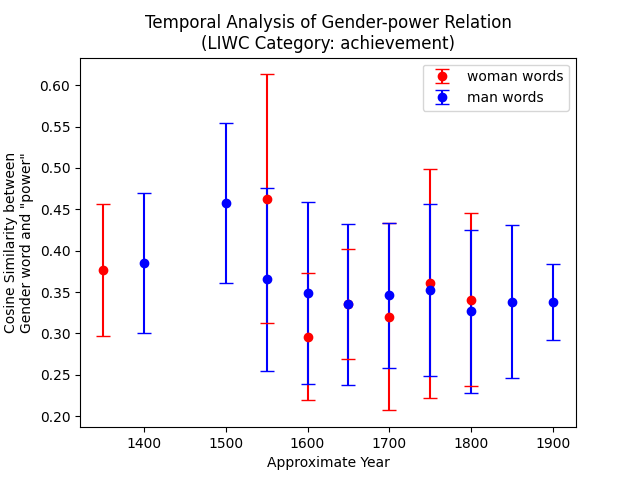 Temporal Analysis of Gender-power Relation
(LIWC Category: achievement)
woman words
man words
Cosine Similarity between
Gender word and "power"
0.60
0.55
0.50
0.45
0.40
0.35
0.30
0.25
0.20
1400
1500
1600
1700
1800
1900
Approximate Year